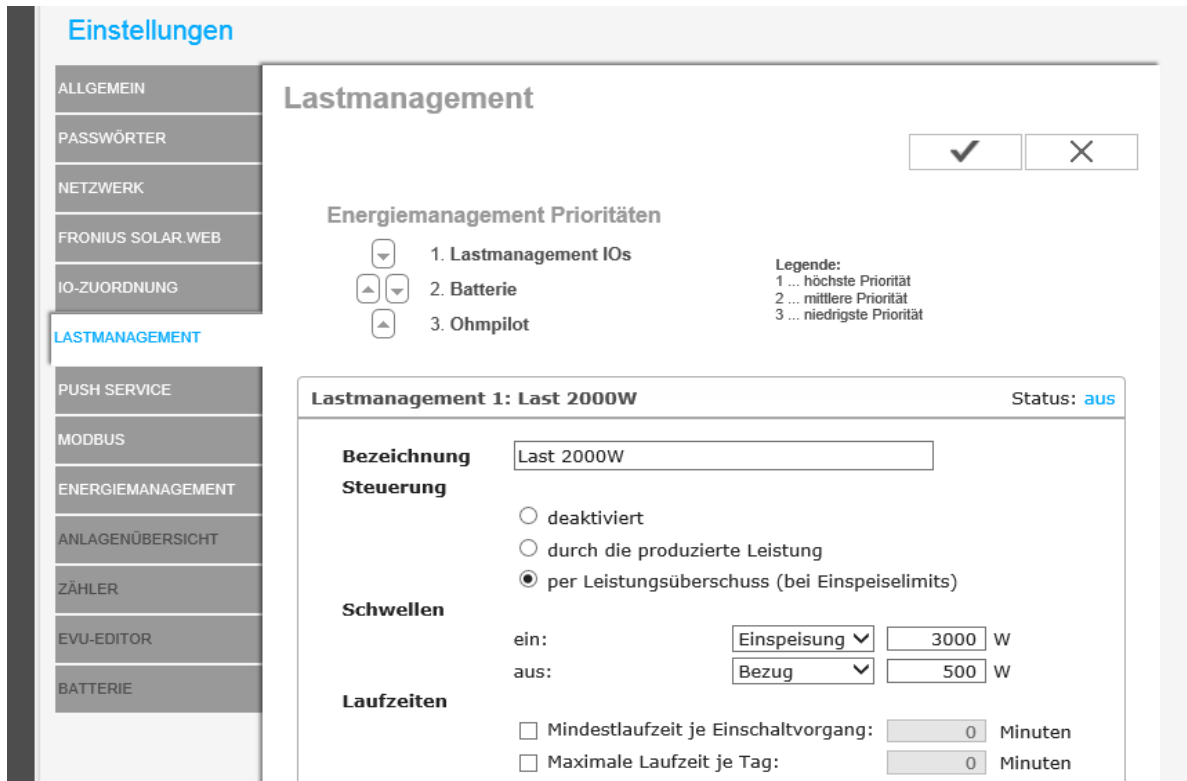 Einstellungen
ALLGEMEIN
PASSWÖRTER
NETZWERK
FRONIUS SOLAR.WEB
IO-ZUORDNUNG
LASTMANAGEMENT
PUSH SERVICE
MODBUS
ENERGIEMANAGEMENT
ANLAGENÜBERSICHT
ZÄHLER
EVU-EDITOR
BATTERIE
Lastmanagement
Energiemanagement Prioritäten
1. Lastmanagement IOs
2. Batterie
3. Ohmpilot
Legende:
1 ... höchste Priorität
2 ... mittlere Priorität
3 ... niedrigste Priorität
Lastmanagement 1: Last 2000W Status: aus
Bezeichnung Last 2000W
Steuerung
deaktiviert
durch die produzierte Leistung
per Leistungsüberschuss (bei Einspeiselimits)
Schwellen
ein: Einspeisung 3000 W
aus: Bezug 500 W
Laufzeiten
Mindestlaufzeit je Einschaltvorgang: 0 Minuten
Maximale Laufzeit je Tag: 0 Minuten